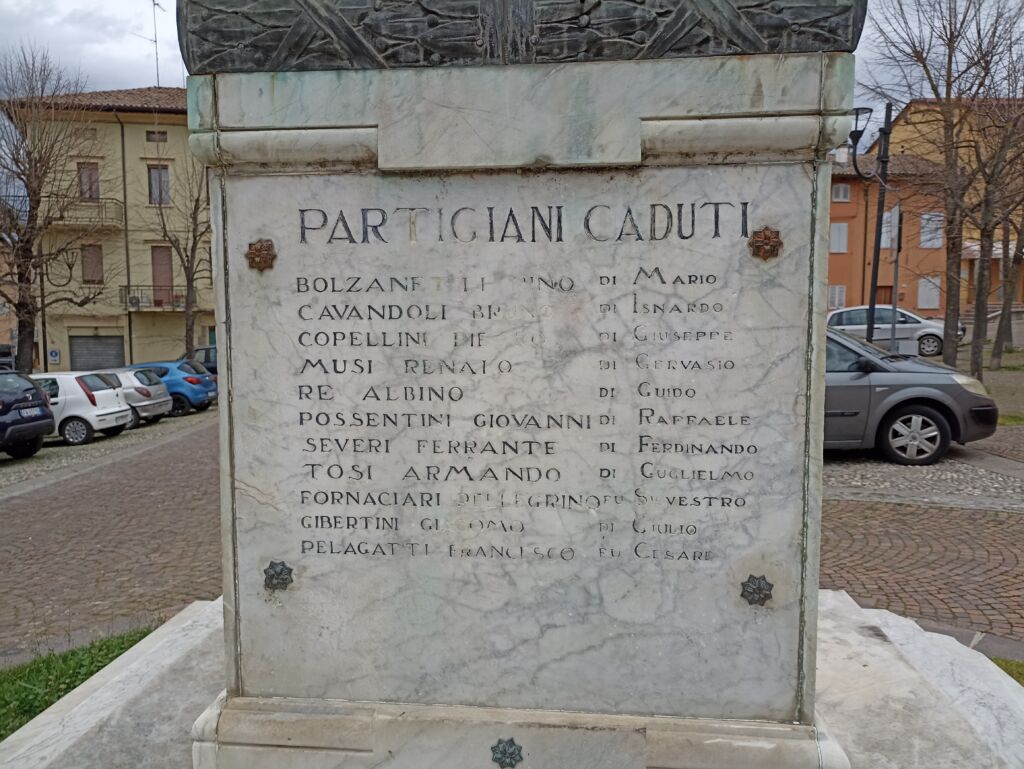 PARTIGIANI CADUTI
BOLZANETTI DI MARIO
CAVANDOLI BRUNO DI ISNARDO
COPELLINI DI GIUSEPPE
MUSI RENATO DI GERVASIO
RE ALBINO DI GUIDO
POSSENTINI GIOVANNI DI RAFFAELE
SEVERI FERRANTE DI FERDINANDO
TOSI ARMANDO DI GUGLIELMO
FORNACIARI PELLEGRINO FU SILVESTRO
GIBERTINI GIACOMO DI GIULIO
PELAGATTI FRANCESCO FU CESARE